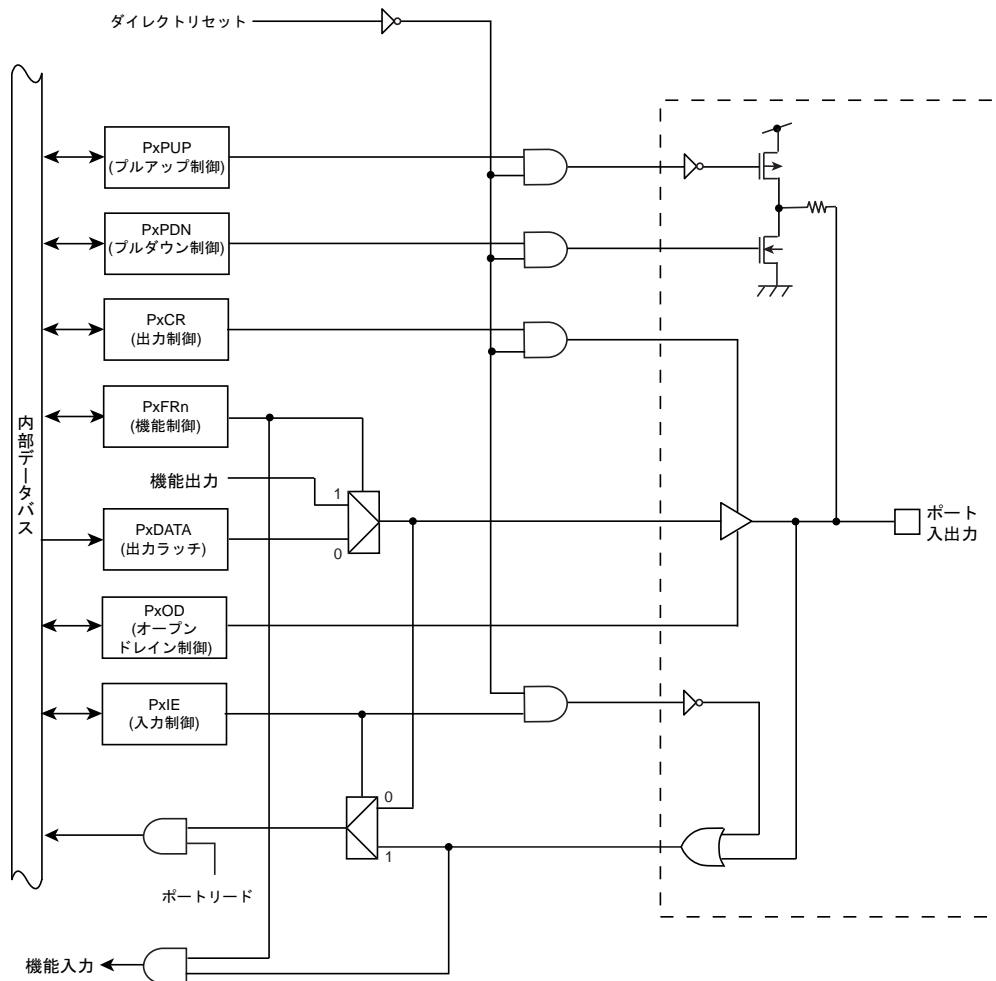 ダイレクトリセット
PxPUP
(プルアップ制御)
PxPDN
(プルダウン制御)
PxCR
(出力制御)
PxFRn
(機能制御)
内部データバス
機能出力
1
0
PxDATA
(出力ラッチ)
ポート
入出力
PxOD
(オープン
ドレイン制御)
PxIE
(入力制御)
0
1
ポートリード
機能入力